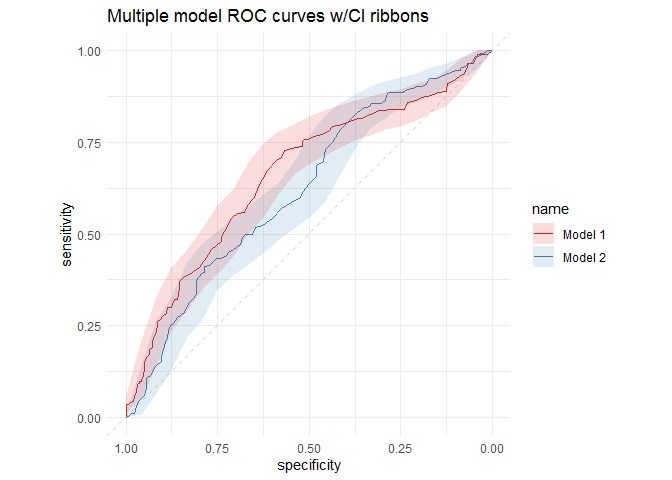 Multiple model ROC curves w/CI ribbons
1.00
0.75
0.50
0.25
0.00
sensitivity
1.00 0.75 0.50 0.25 0.00
specificity
name
Model 1
Model 2